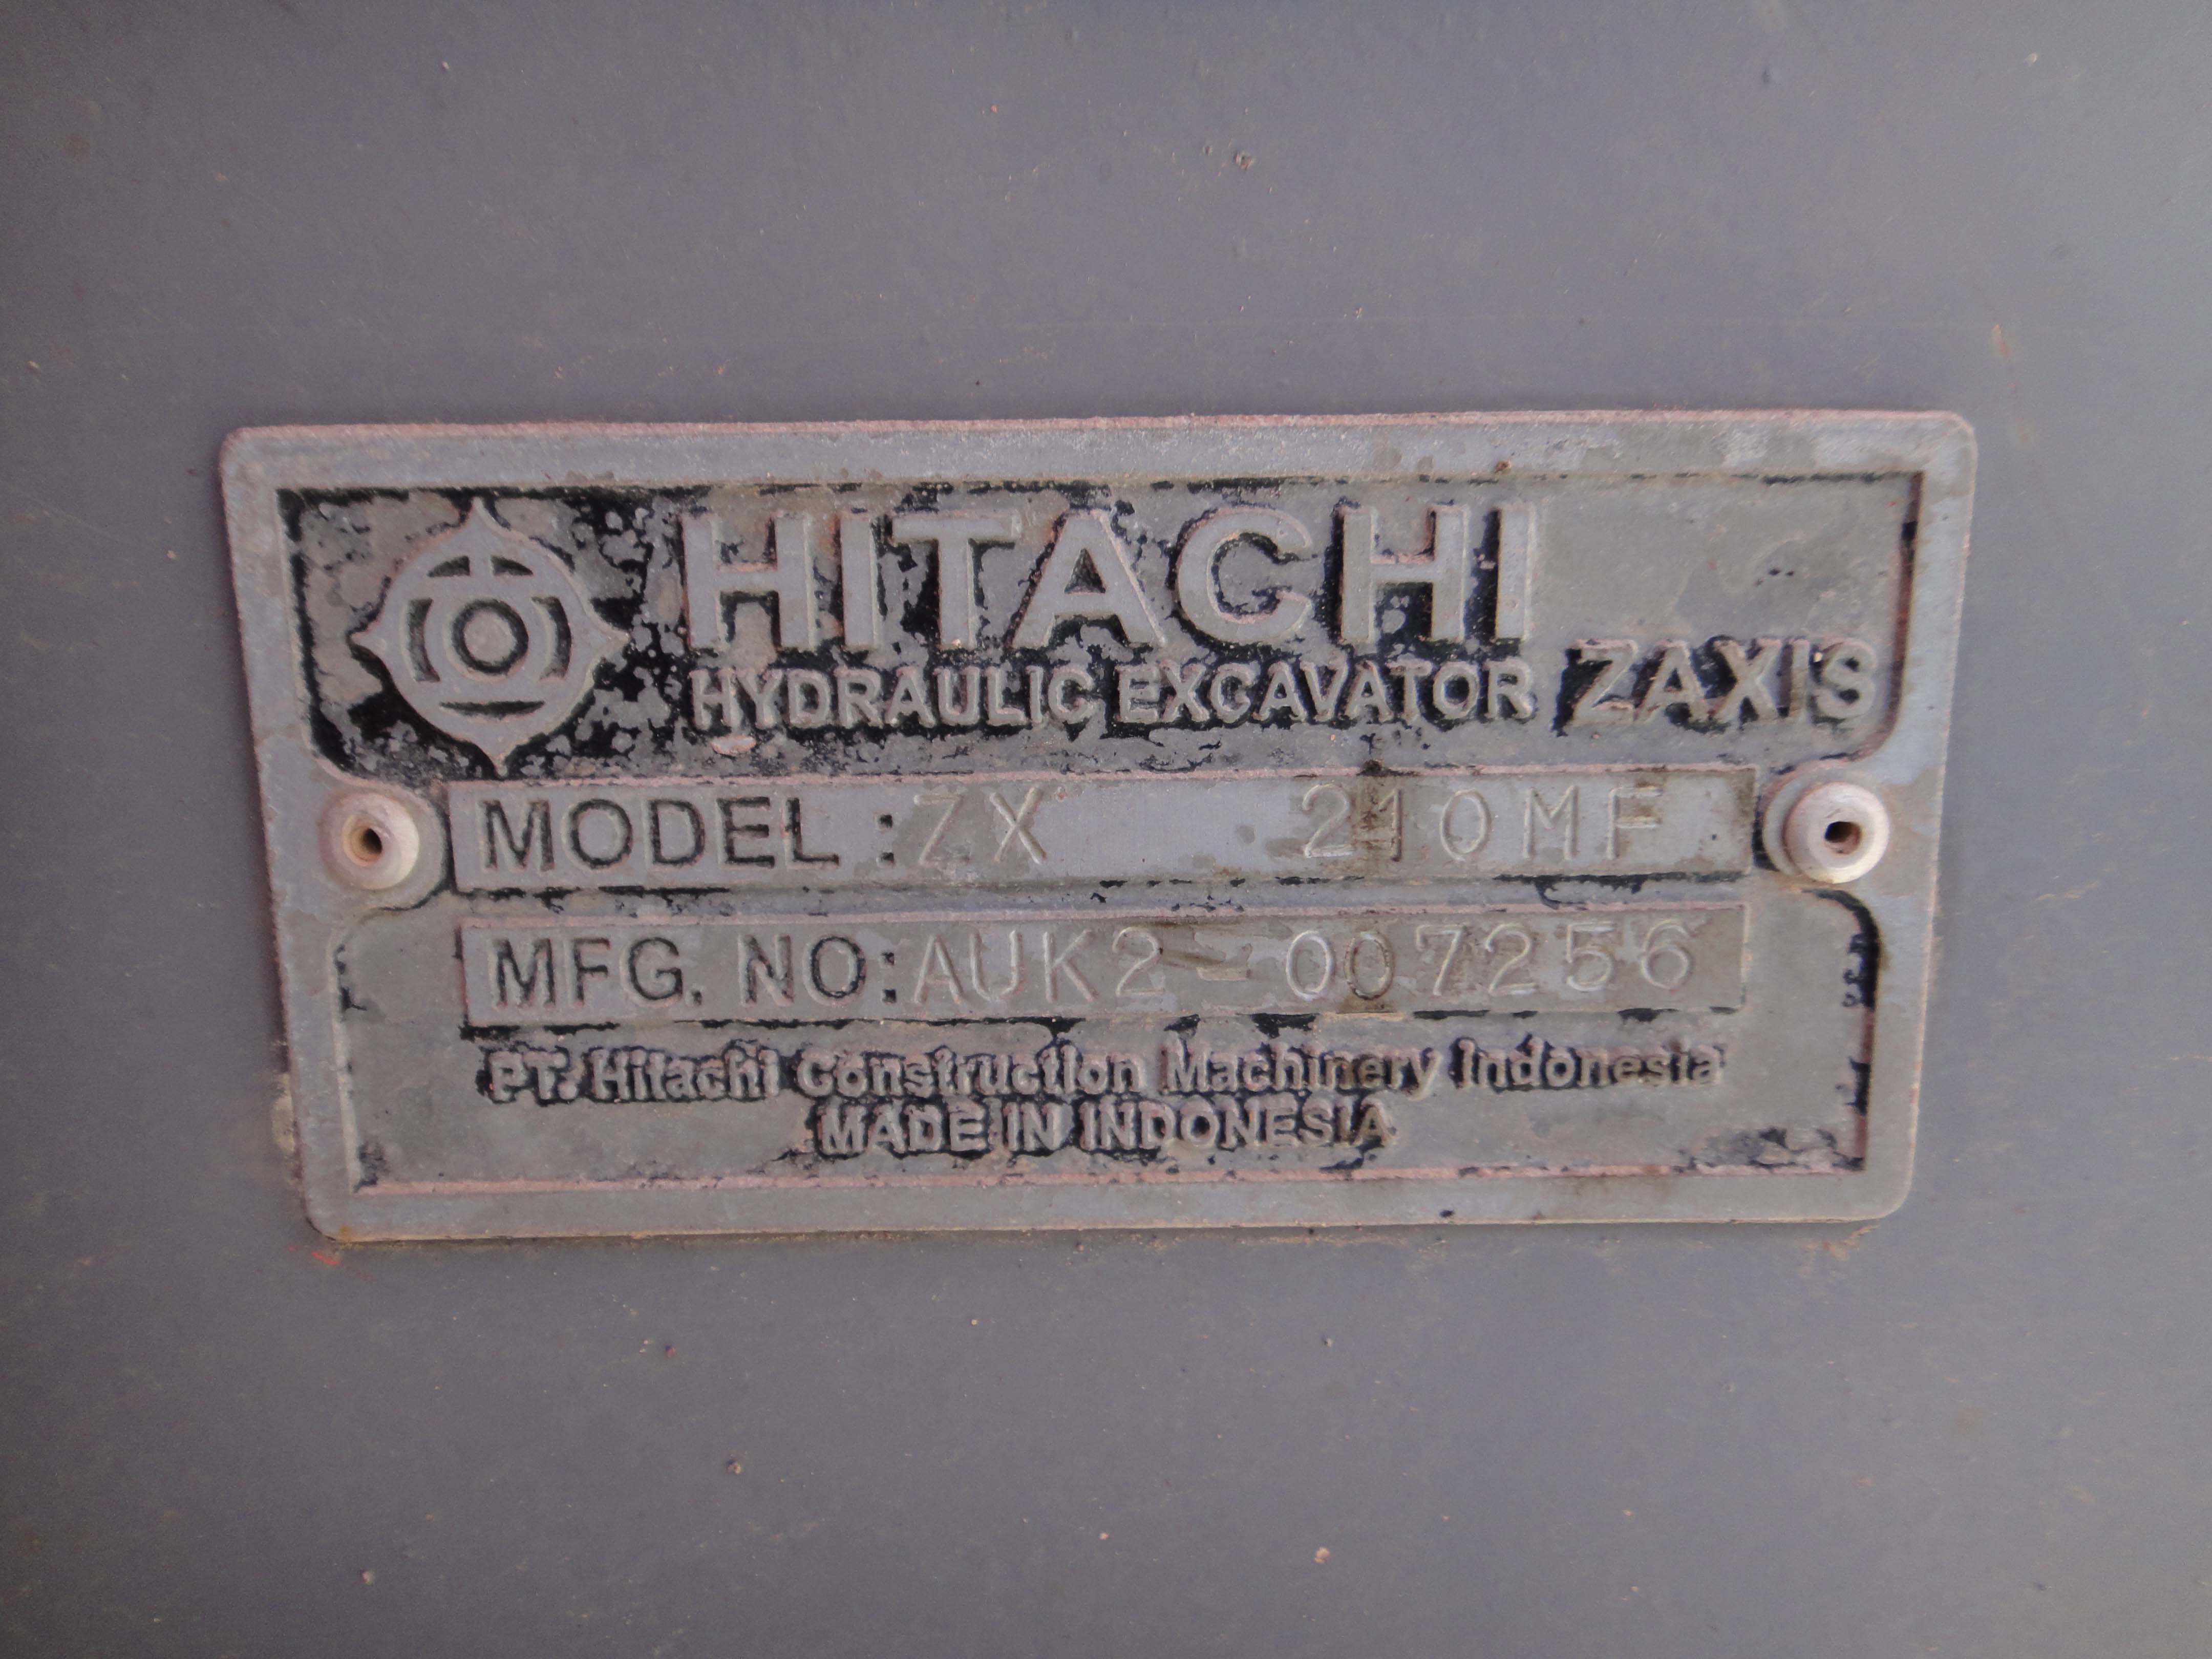 HITACHI
HYDRAULIC EXCAVATOR ZAXIS
MODEL : ZX 210MF
MFG. NO: AUK2-007256
PT. Hitachi Construction Machinery Indonesia
MADE IN INDONESIA